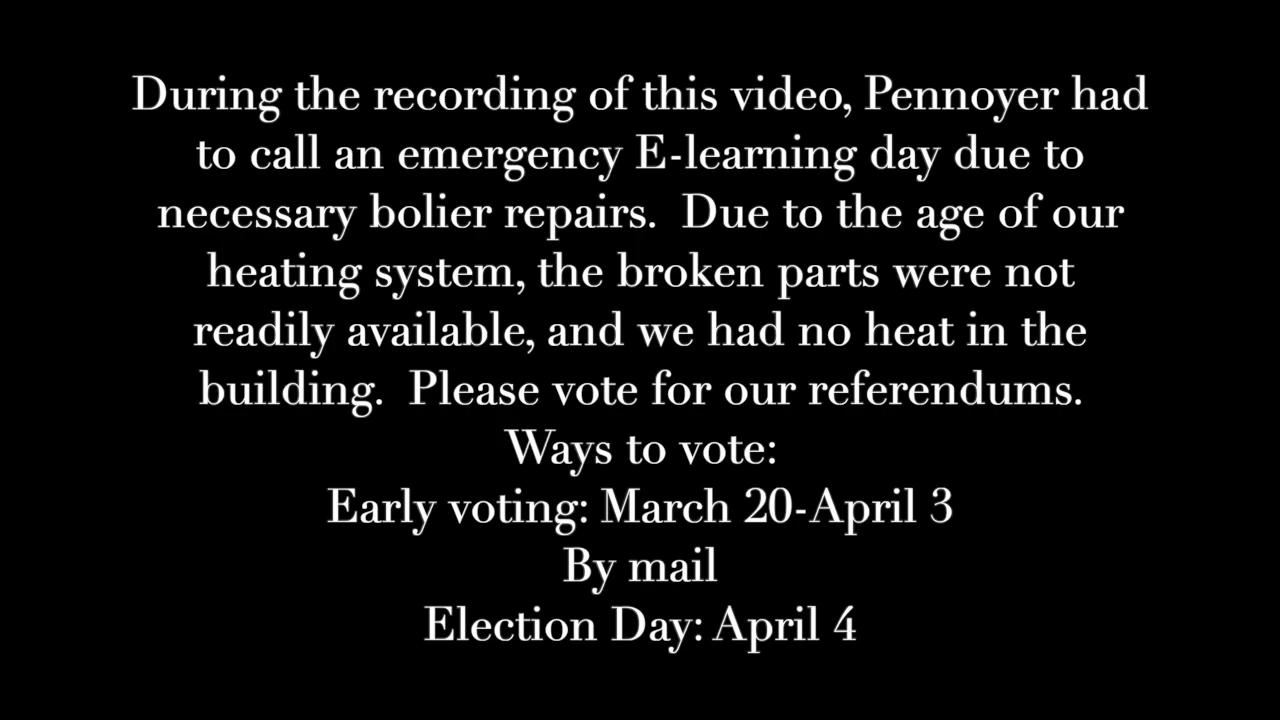 During the recording of this video, Pennoyer had
to call an emergency E-learning day due to
necessary bolier repairs.  Due to the age of our
heating system, the broken parts were not
readily available, and we had no heat in the
building.  Please vote for our referendums.
Ways to vote:
Early voting: March 20-April 3
By mail
Election Day: April 4